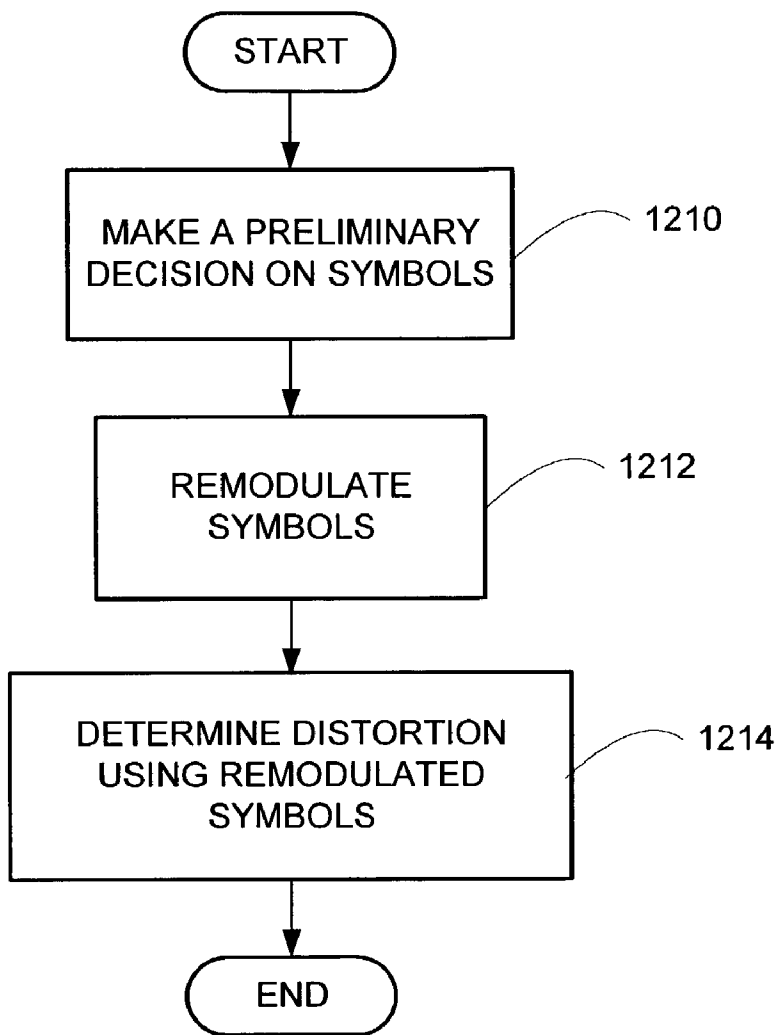 START
MAKE A PRELIMINARY
DECISION ON SYMBOLS
1210
REMODULATE
SYMBOLS
1212
DETERMINE DISTORTION
USING REMODULATED
SYMBOLS
1214
END